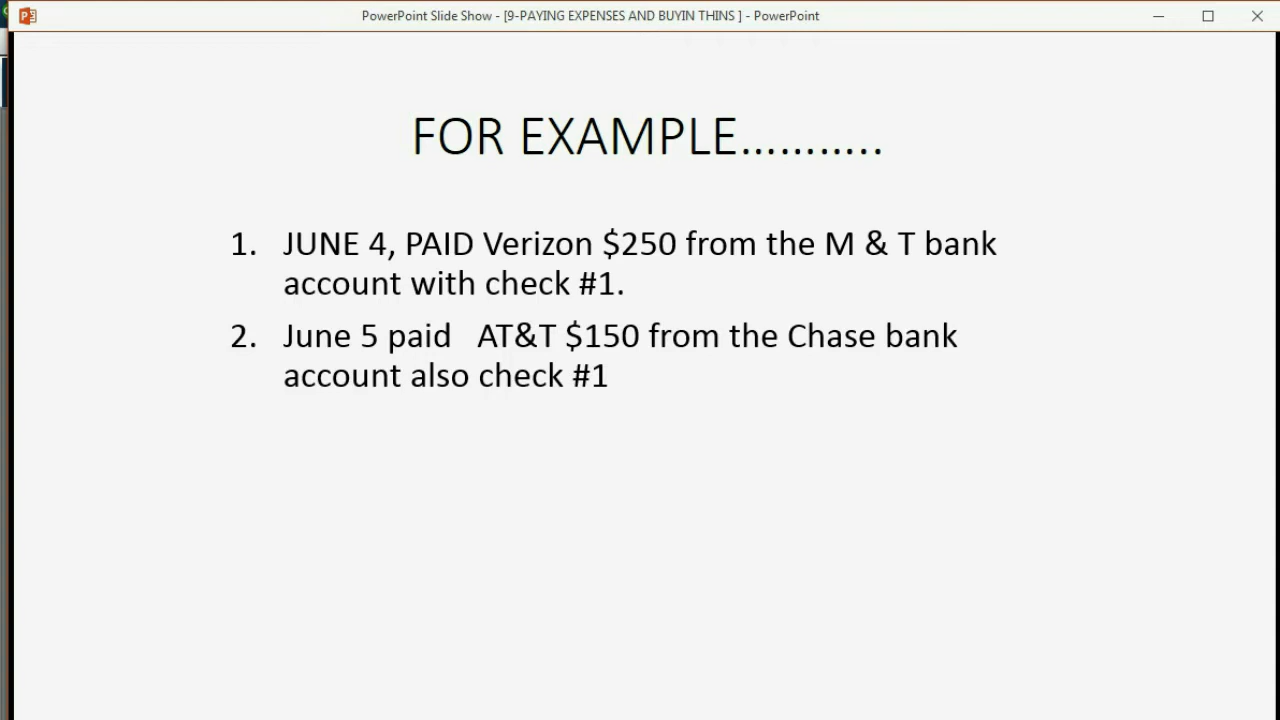 PowerPoint Slide Show - [9-PAYING EXPENSES AND BUYIN THINS ] - PowerPoint
FOR EXAMPLE………..
1. JUNE 4, PAID Verizon $250 from the M & T bank
account with check #1.
2. June 5 paid   AT&T $150 from the Chase bank
account also check #1